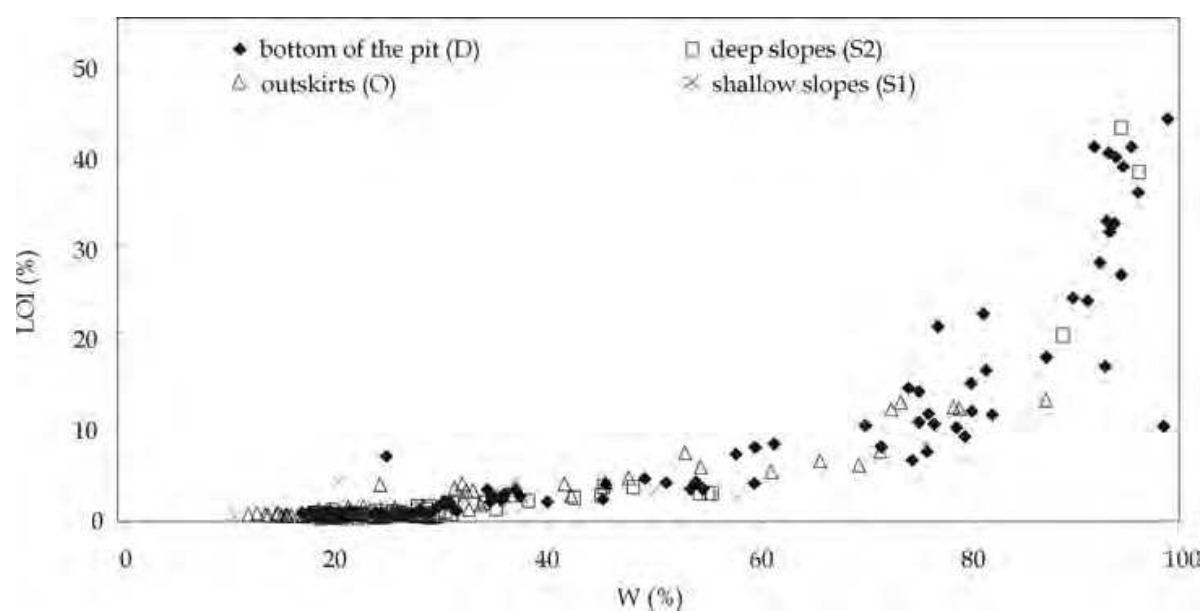 50
bottom of the pit (D)
deep slopes (S2)
outskirts (O)
shallow slopes (S1)
40
30
20
10
0
LOI (%)
0 20 40 60 80 100
W (%)